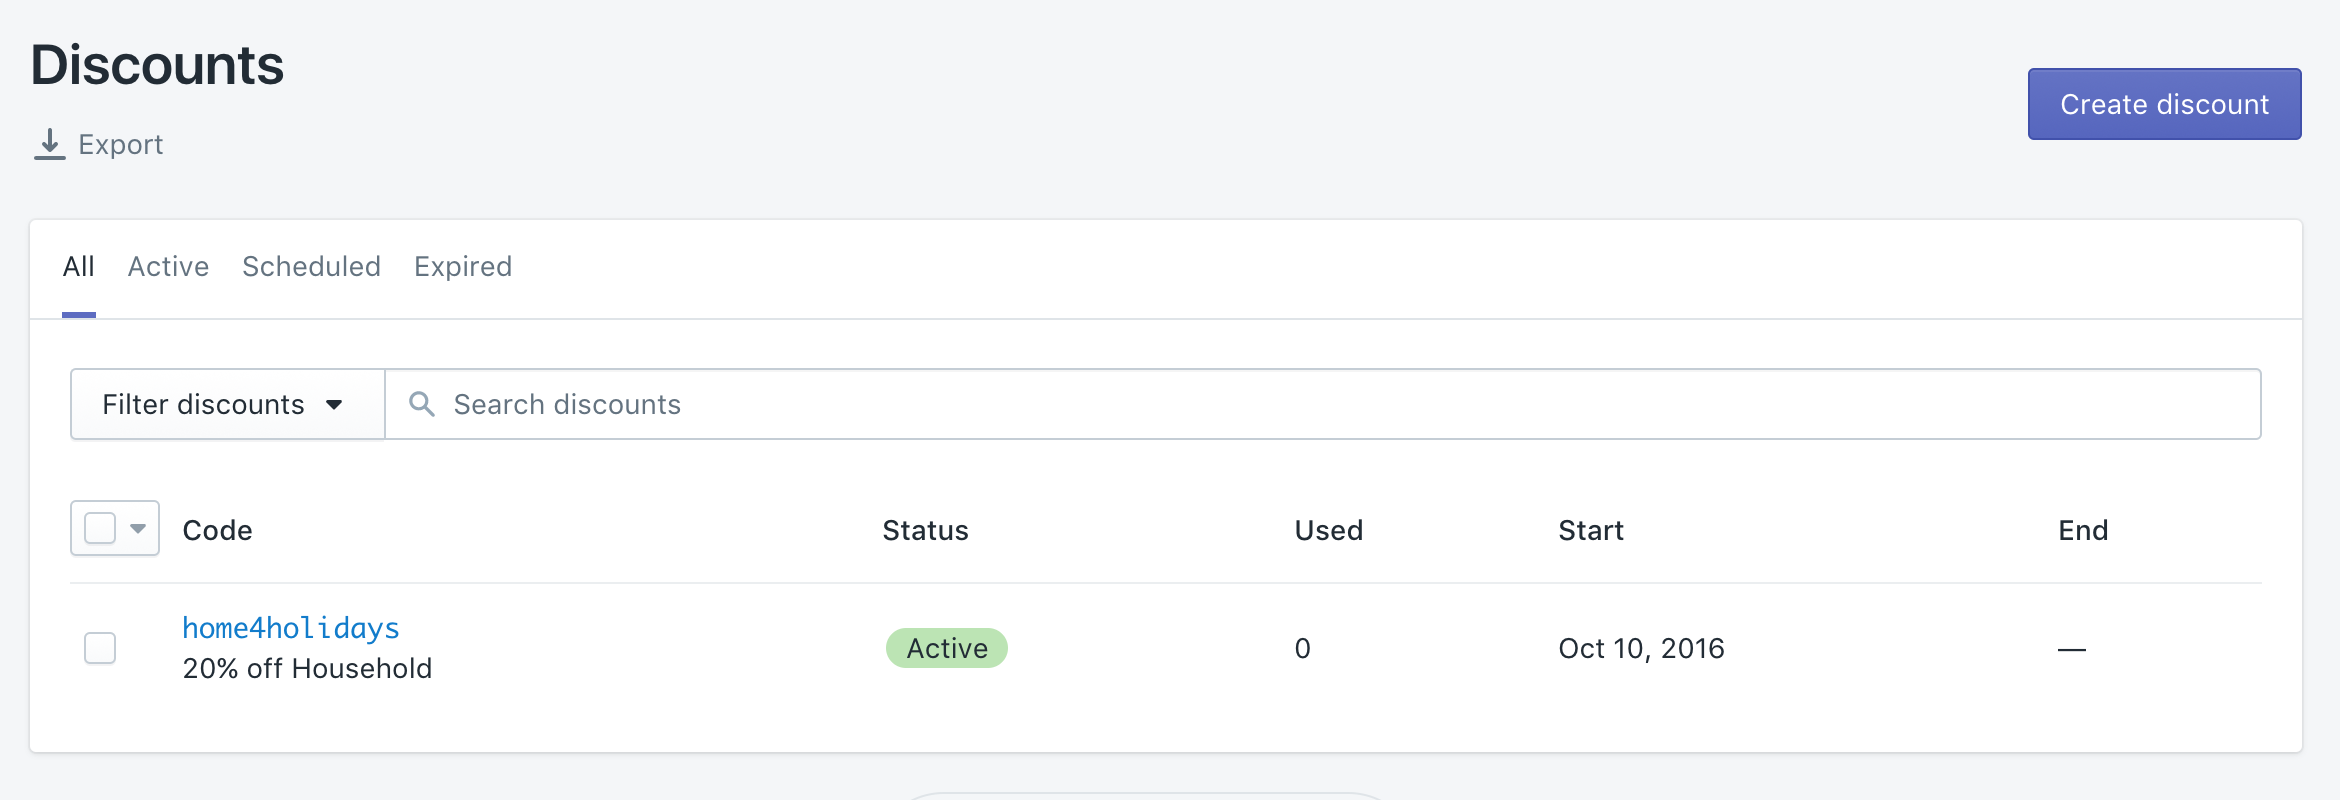 Discounts
Export
Create discount
All Active Scheduled Expired
Filter discounts Search discounts
Code Status Used Start End
home4holidays
20% off Household
Active 0 Oct 10, 2016 —